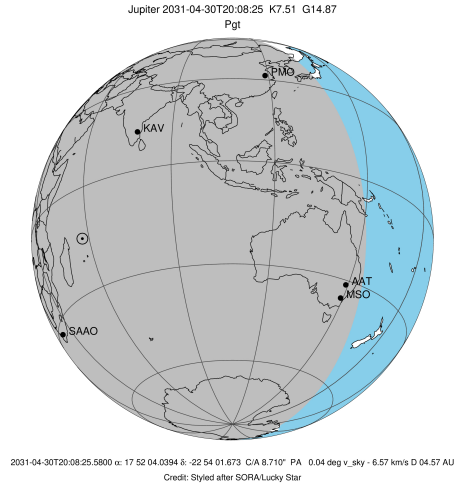 Jupiter 2031-04-30T20:08:25 K7.51 G14.87
Pgt
PMO
KAV
AAT
MSO
SAAO
2031-04-30T20:08:25.5800 α: 17 52 04.0394 δ: -22 54 01.673 C/A 8.710" PA 0.04 deg v_sky - 6.57 km/s D 04.57 AU
Credit: Styled after SORA/Lucky Star